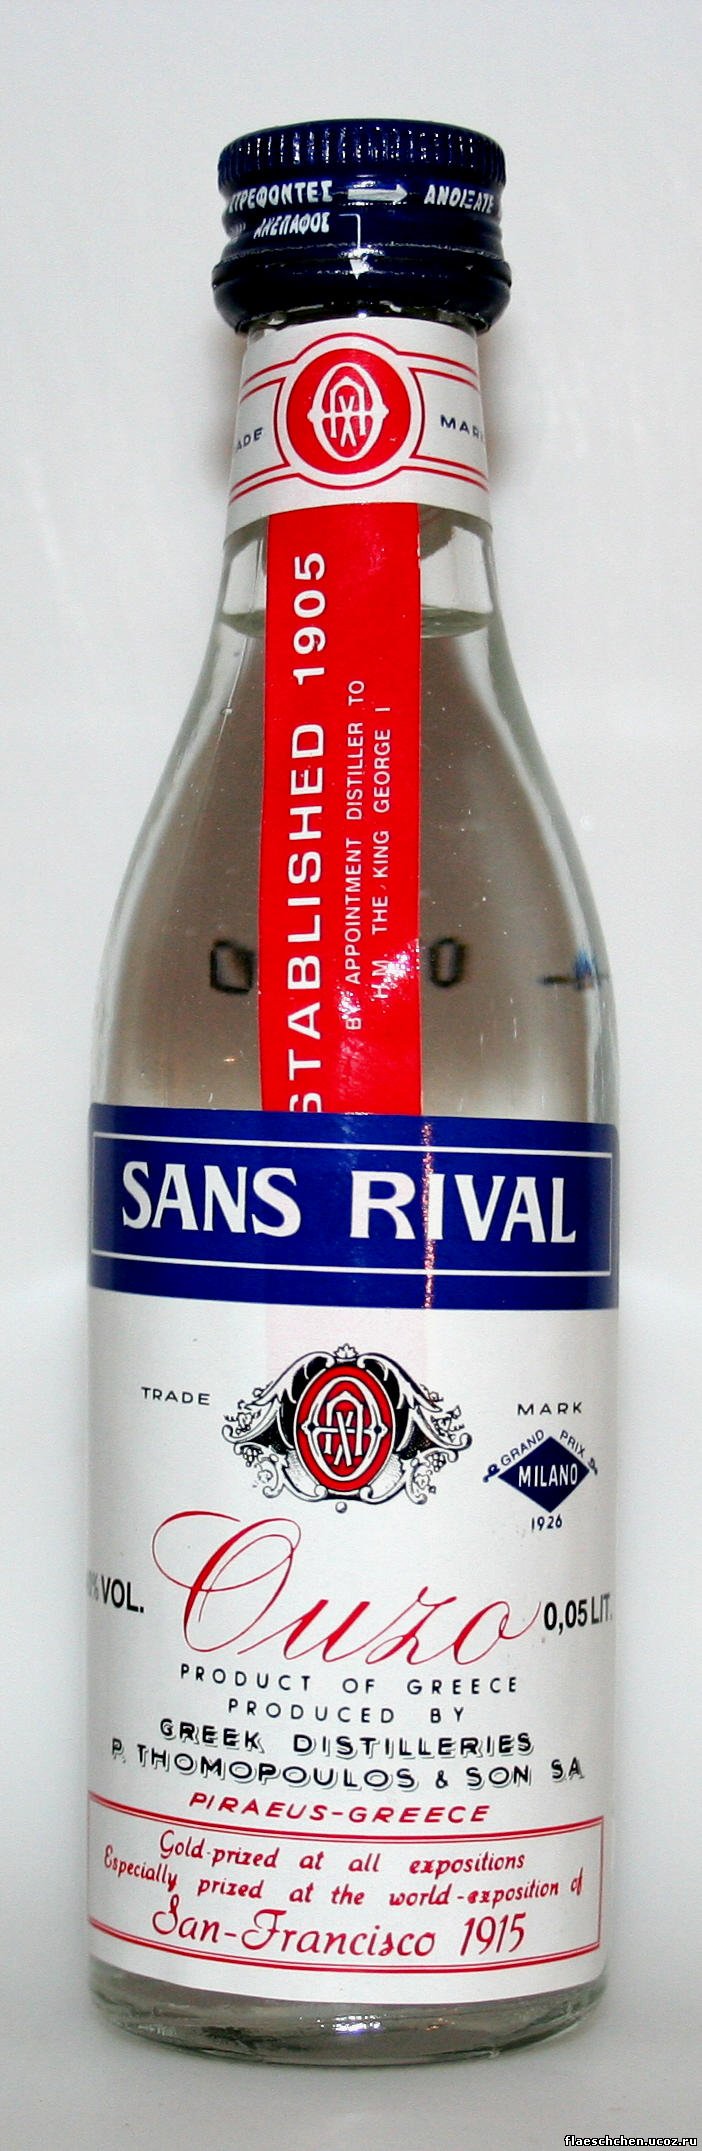 ΣΤΡΕΦΟΝΤΕΣ ANOIΞATE
ΑΝΕΠΑΦΟΣ
MARK
ESTABLISHED 1905
BY APPOINTMENT DISTILLER TO
H.M. THE KING GEORGE I
SANS RIVAL
TRADE MARK
GRAND PRIX
MILANO
1926
Ouzo
% VOL. 0,05 LIT.
PRODUCT OF GREECE
PRODUCED BY
GREEK DISTILLERIES
P. THOMOPOULOS & SON SA
PIRAEUS-GREECE
Gold-prized at all expositions
Especially prized at the world-exposition of
San-Francisco 1915
flaeschchen.ucoz.ru